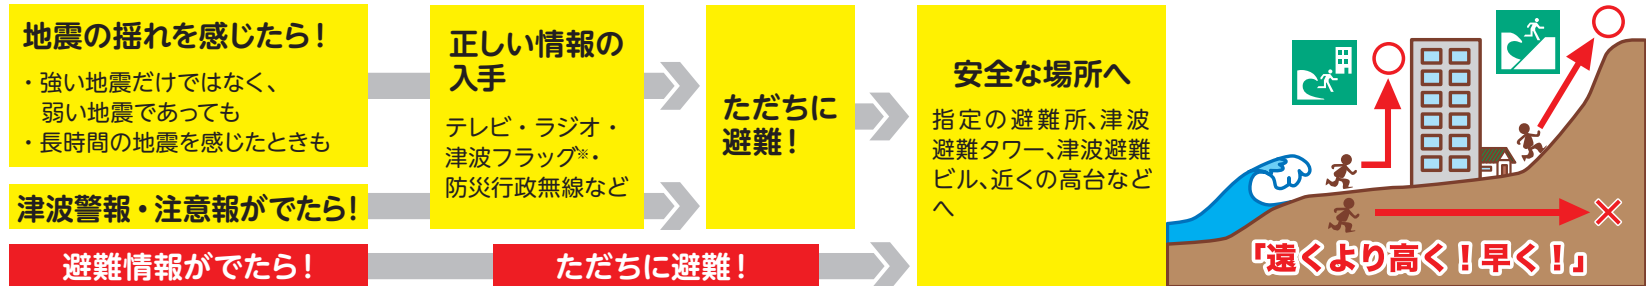 地震の揺れを感じたら！
・強い地震だけではなく、
弱い地震であっても
・長時間の地震を感じたときも
津波警報・注意報がでたら！
避難情報がでたら！
正しい情報の
入手
テレビ・ラジオ・
津波フラッグ※・
防災行政無線など
ただちに
避難！
ただちに避難！
安全な場所へ
指定の避難所、津波
避難タワー、津波避難
ビル、近くの高台など
へ
「遠くより高く！早く！」